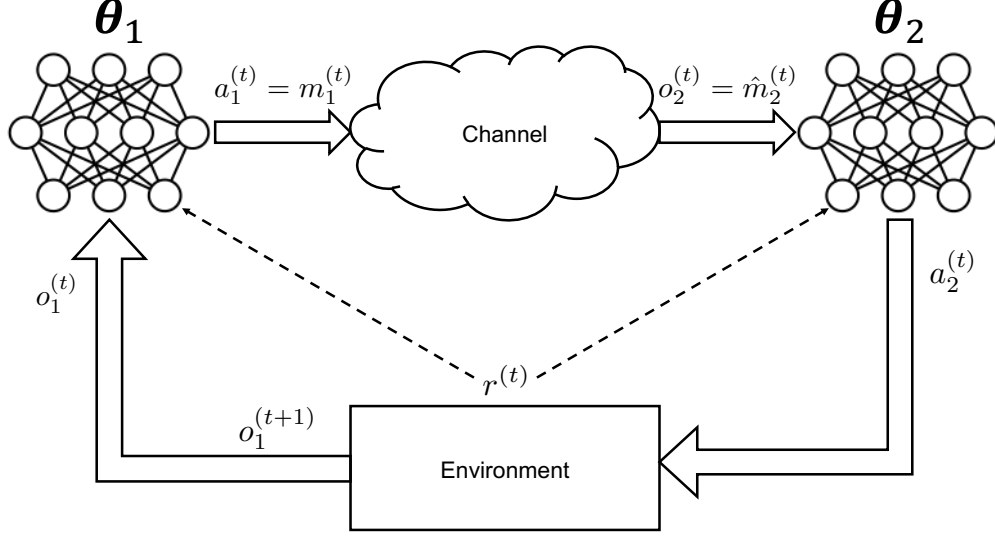 𝜽₁
𝜽₂
a₁⁽ᵗ⁾ = m₁⁽ᵗ⁾
o₂⁽ᵗ⁾ = m̂₂⁽ᵗ⁾
Channel
o₁⁽ᵗ⁾
a₂⁽ᵗ⁾
r⁽ᵗ⁾
o₁⁽ᵗ⁺¹⁾
Environment